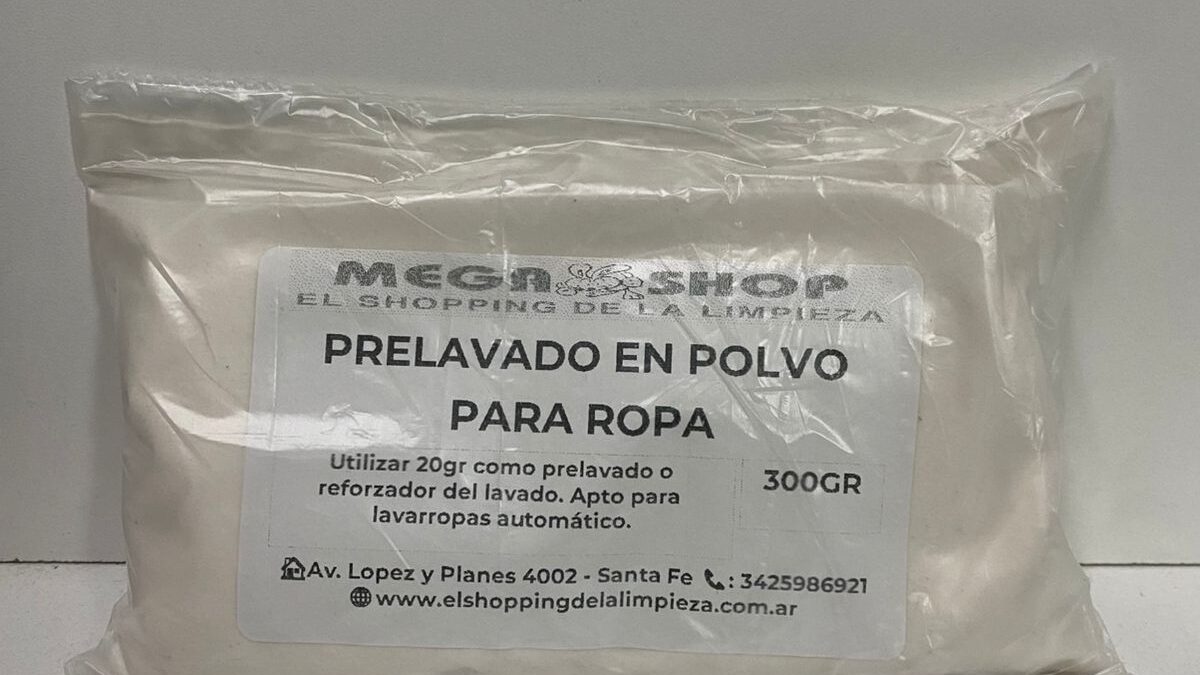 MEGA SHOP
EL SHOPPING DE LA LIMPIEZA
PRELAVADO EN POLVO
PARA ROPA
Utilizar 20gr como prelavado o
reforzador del lavado. Apto para
lavarropas automático.
300GR
Av. Lopez y Planes 4002 - Santa Fe : 3425986921
www.elshoppingdelalimpieza.com.ar